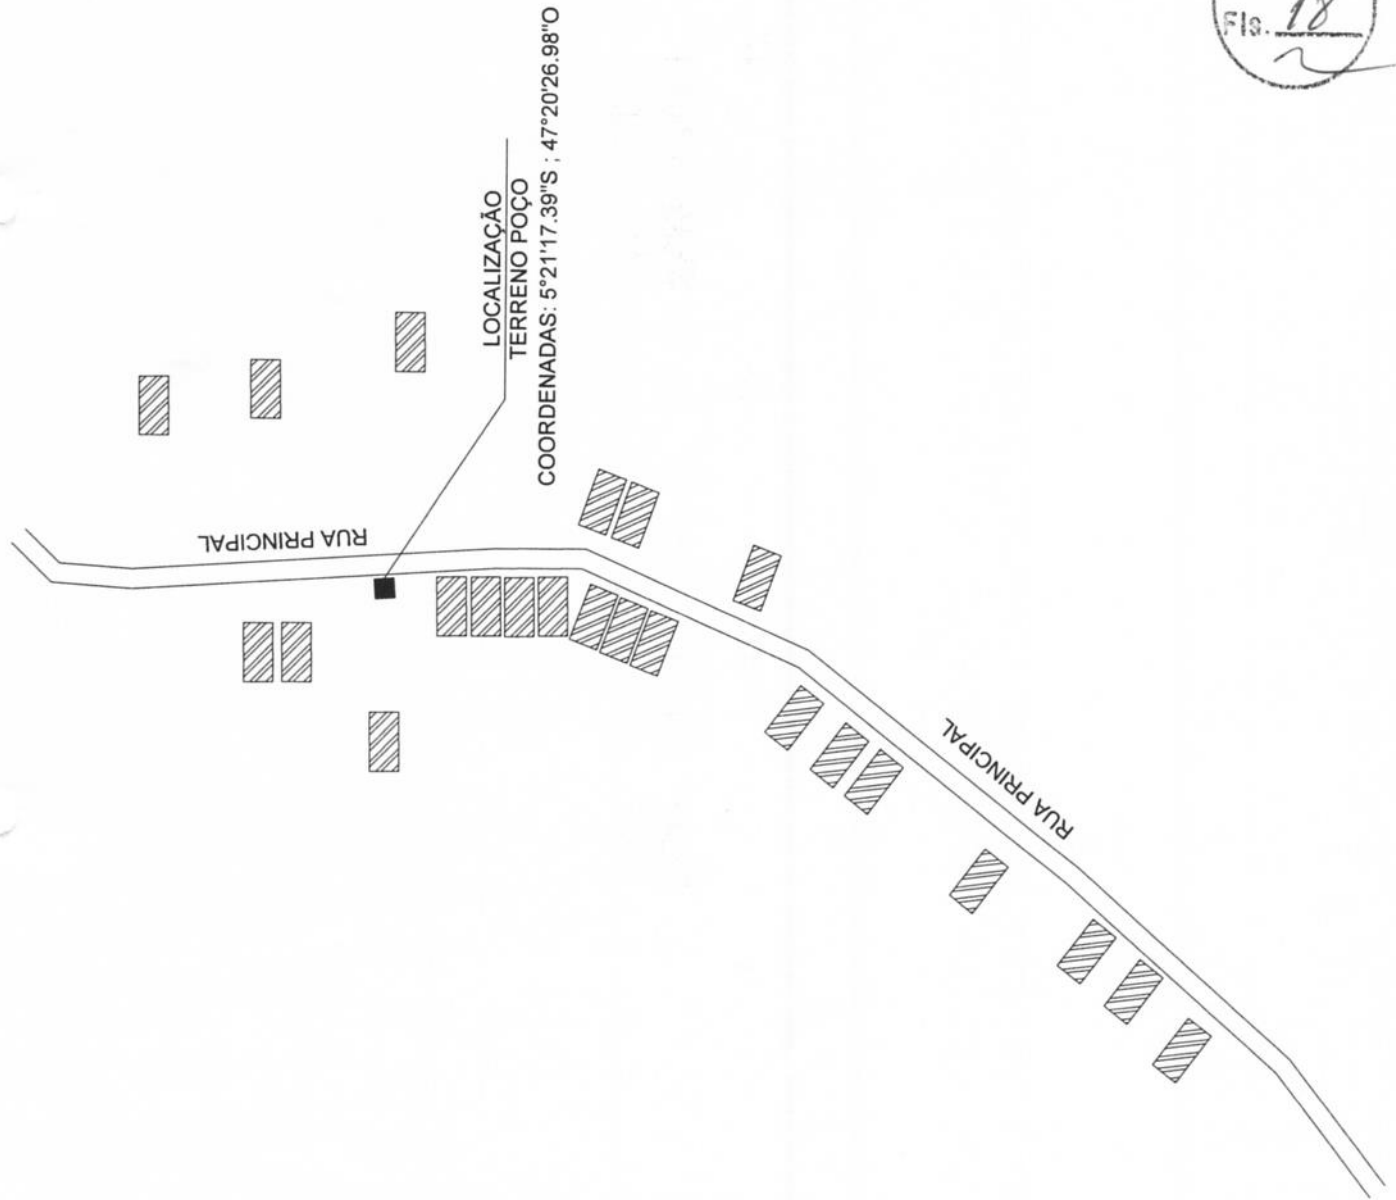 Fls. 18
LOCALIZAÇÃO
TERRENO POÇO
COORDENADAS: 5°21'17.39"S ; 47°20'26.98"O
RUA PRINCIPAL
RUA PRINCIPAL